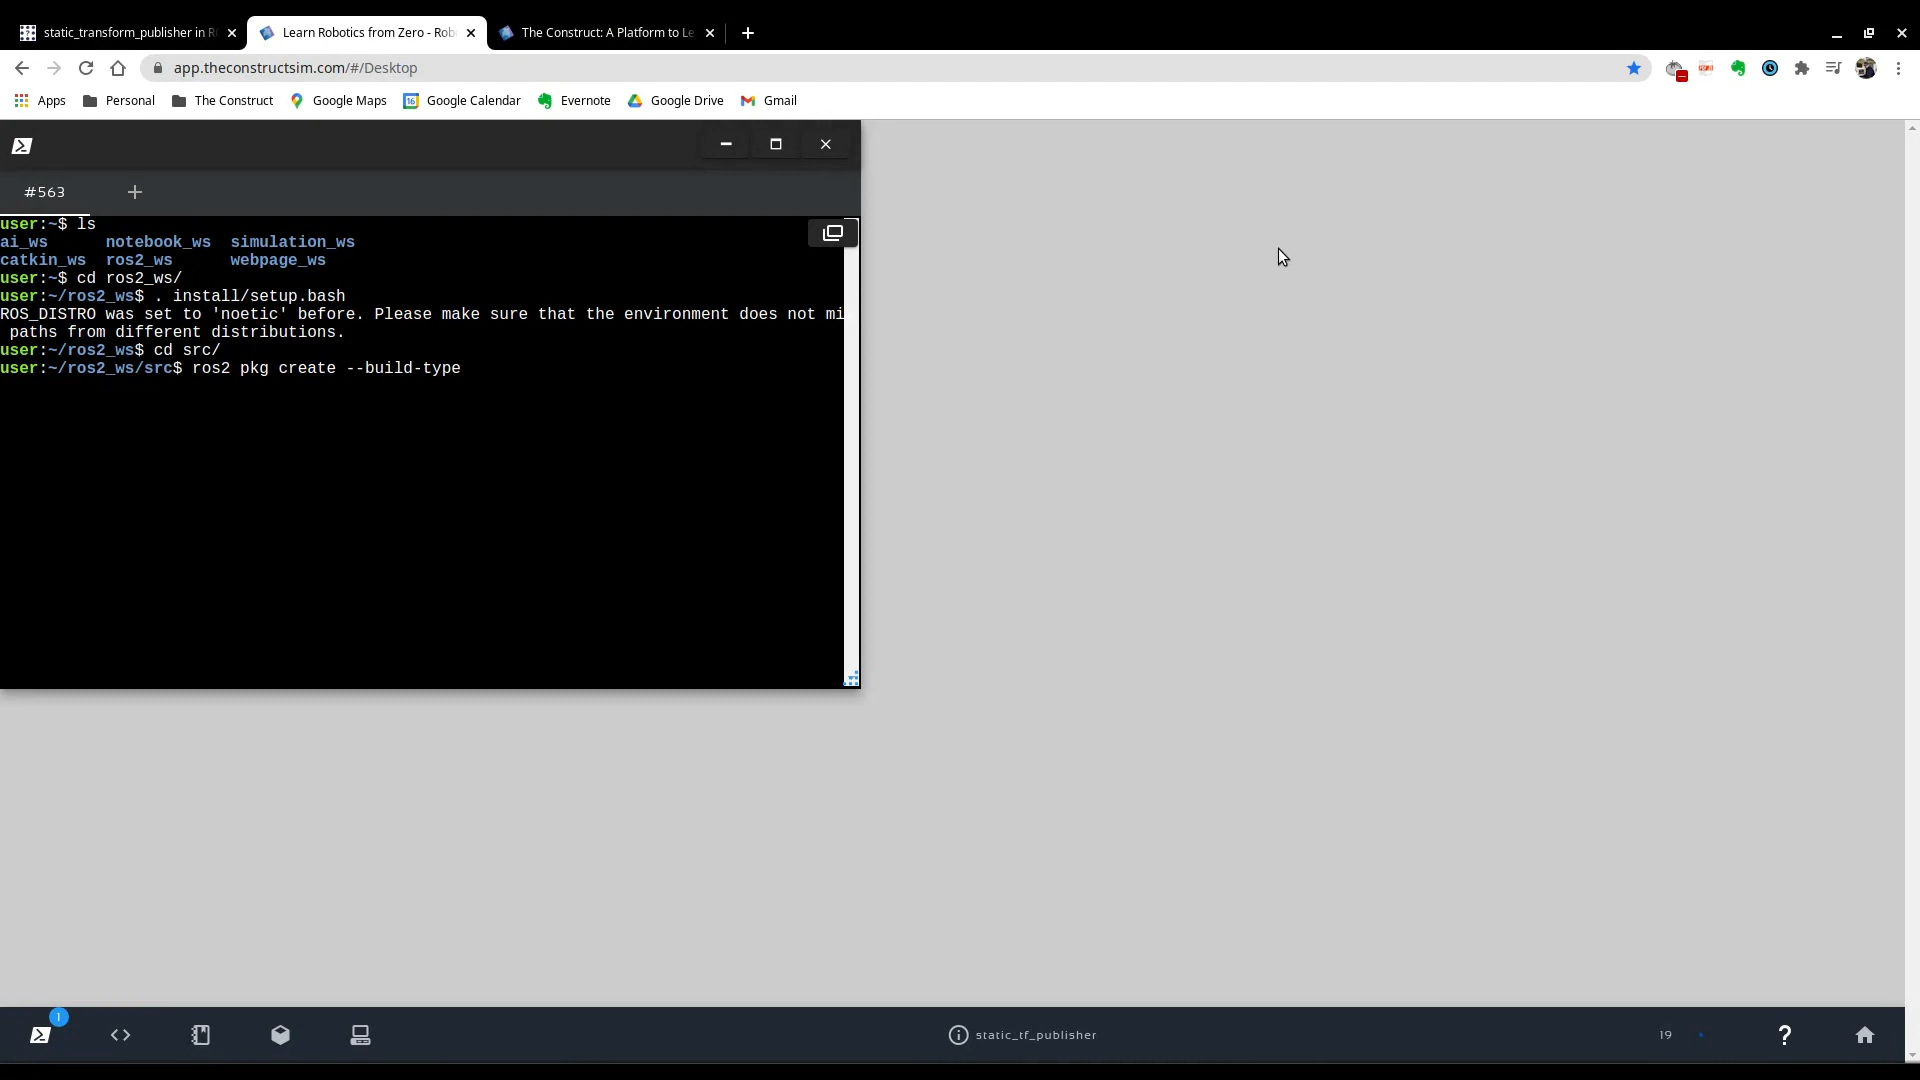 static_transform_publisher in R
Learn Robotics from Zero - Rob
The Construct: A Platform to Le
app.theconstructsim.com/#/Desktop
Apps
Personal
The Construct
Google Maps
16
Google Calendar
Evernote
Google Drive
Gmail
#563
user:~$ ls
ai_ws notebook_ws simulation_ws
catkin_ws ros2_ws webpage_ws
user:~$ cd ros2_ws/
user:~/ros2_ws$ . install/setup.bash
ROS_DISTRO was set to 'noetic' before. Please make sure that the environment does not mi
paths from different distributions.
user:~/ros2_ws$ cd src/
user:~/ros2_ws/src$ ros2 pkg create --build-type
1
static_tf_publisher
19
?